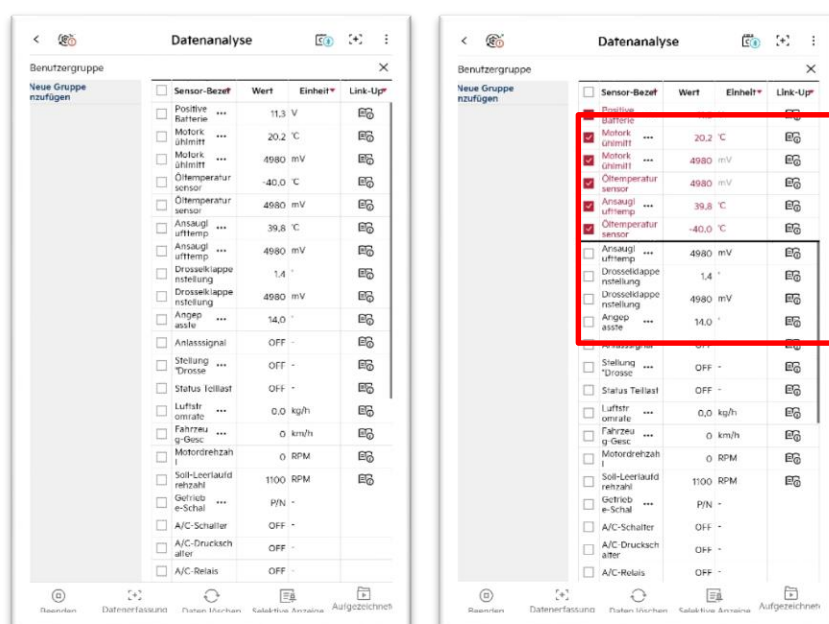 Datenanalyse
Benutzergruppe
Neue Gruppe
nzufügen
Sensor-Bezei Wert Einheit Link-Up
Positive
Batterie ... 11,3 V
Motork
ühlmitt ... 20,2 °C
Motork
ühlmitt ... 4980 mV
Öltemperatur
sensor -40,0 °C
Öltemperatur
sensor 4980 mV
Ansaugl
ufttemp ... 39,8 °C
Ansaugl
ufttemp ... 4980 mV
Drosselklappe
nstellung 1,4 °
Drosselklappe
nstellung 4980 mV
Angep
asste ... 14,0 °
Anlasssignal OFF -
Stellung
"Drosse ... OFF -
Status Teillast OFF -
Luftstr
omrate ... 0,0 kg/h
Fahrzeu
g-Gesc ... 0 km/h
Motordrehzah
l 0 RPM
Soll-Leerlaufd
rehzahl 1100 RPM
Getrieb
e-Schal ... P/N -
A/C-Schalter OFF -
A/C-Drucksch
alter OFF -
A/C-Relais OFF -
Beenden Datenerfassung Daten löschen Selektive Anzeige Aufgezeichnet
Datenanalyse
Benutzergruppe
Neue Gruppe
nzufügen
Sensor-Bezei Wert Einheit Link-Up
Positive
Batterie
Motork
ühlmitt ... 20,2 °C
Motork
ühlmitt ... 4980 mV
Öltemperatur
sensor 4980 mV
Ansaugl
ufttemp ... 39,8 °C
Öltemperatur
sensor -40,0 °C
Ansaugl
ufttemp ... 4980 mV
Drosselklappe
nstellung 1,4 °
Drosselklappe
nstellung 4980 mV
Angep
asste ... 14,0 °
Anlasssignal OFF
Stellung
"Drosse ... OFF -
Status Teillast OFF -
Luftstr
omrate ... 0,0 kg/h
Fahrzeu
g-Gesc ... 0 km/h
Motordrehzah
l 0 RPM
Soll-Leerlaufd
rehzahl 1100 RPM
Getrieb
e-Schal ... P/N -
A/C-Schalter OFF -
A/C-Drucksch
alter OFF -
A/C-Relais OFF -
Beenden Datenerfassung Daten löschen Selektive Anzeige Aufgezeichnet